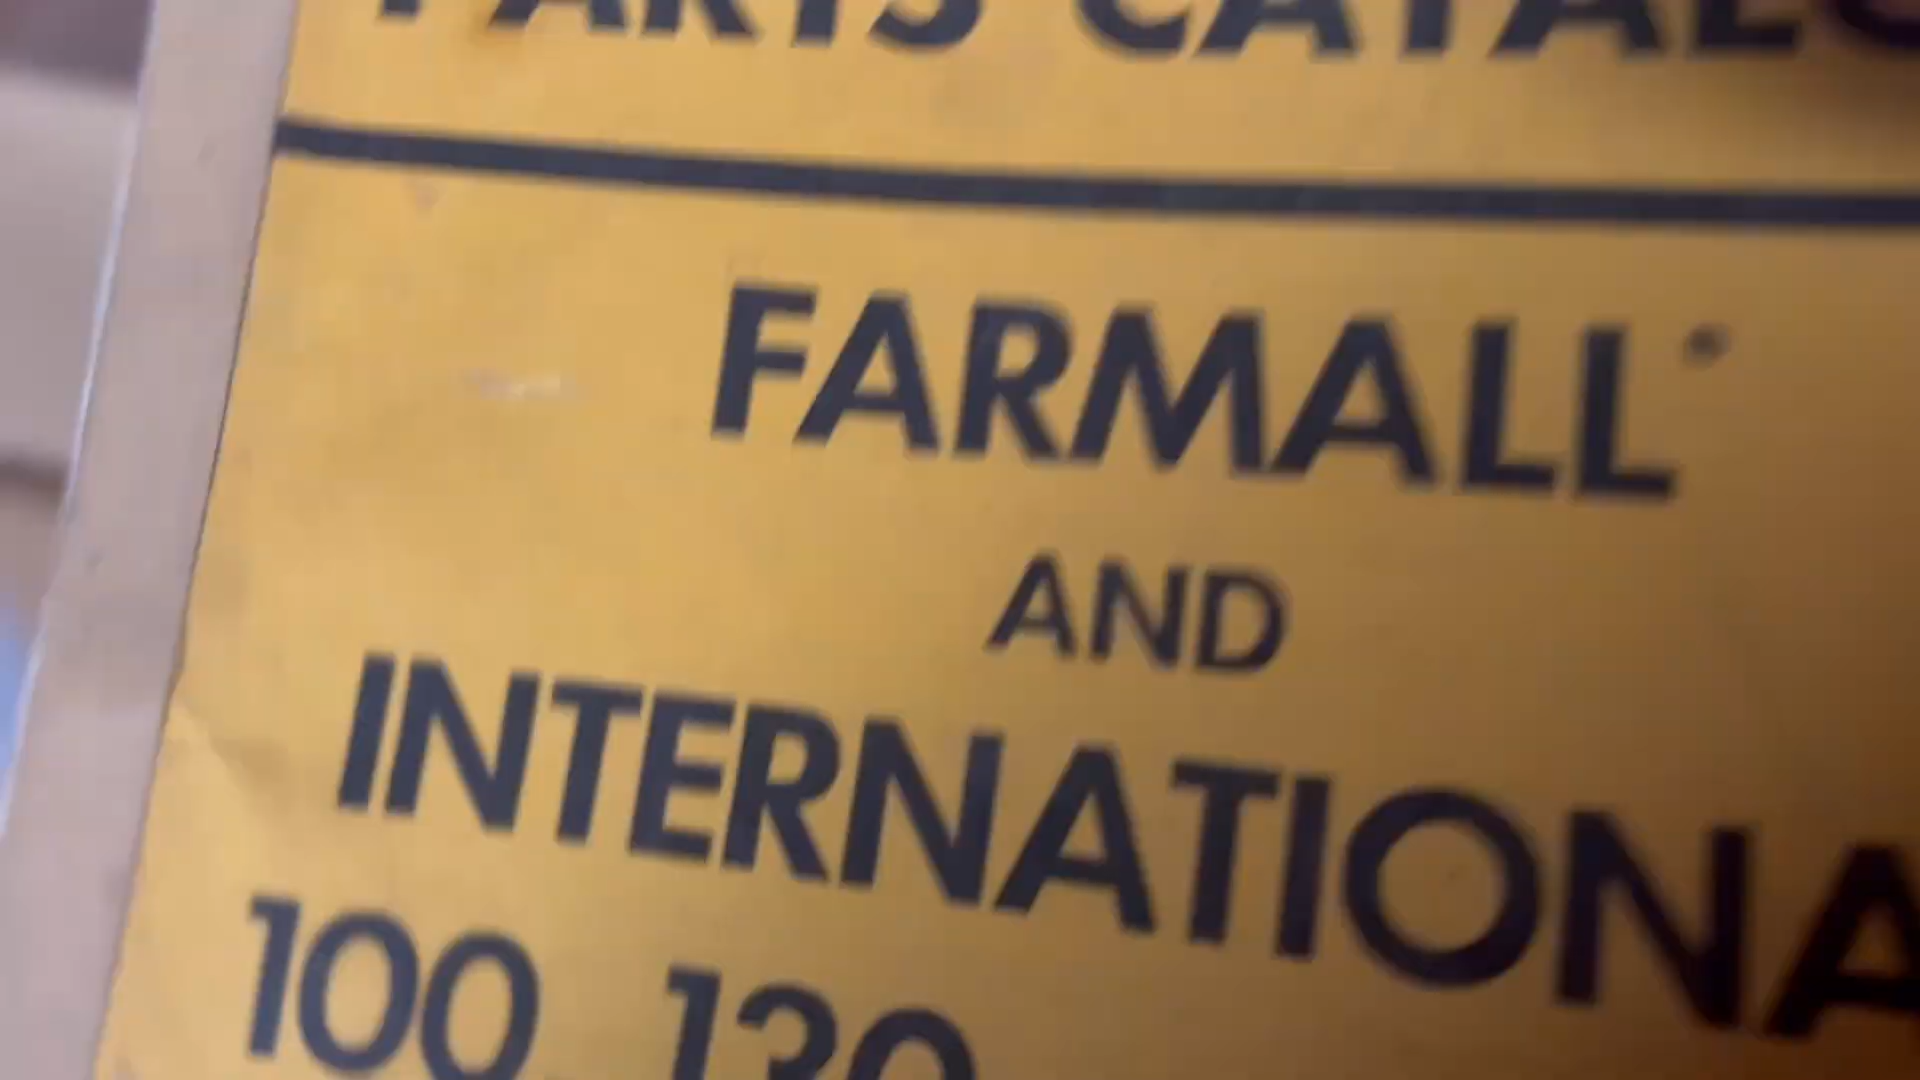 PARTS CATALO
FARMALL®
AND
INTERNATIONA
100, 130